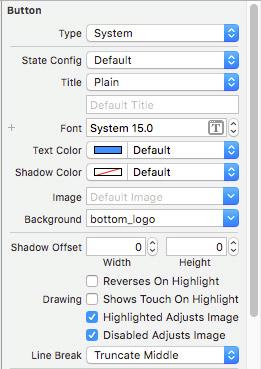 Button
Type System
State Config Default
Title Plain
Default Title
+ Font System 15.0 T
Text Color Default
Shadow Color Default
Image Default Image
Background bottom_logo
Shadow Offset 0 0
Width Height
Reverses On Highlight
Drawing Shows Touch On Highlight
Highlighted Adjusts Image
Disabled Adjusts Image
Line Break Truncate Middle